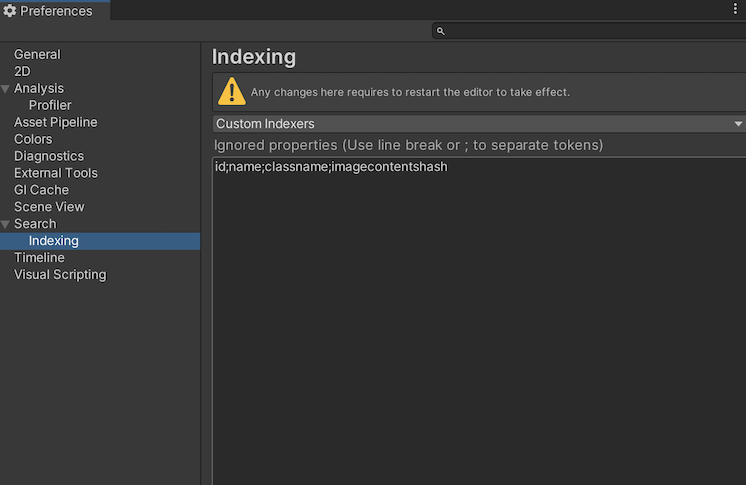 Preferences
General
2D
Analysis
Profiler
Asset Pipeline
Colors
Diagnostics
External Tools
GI Cache
Scene View
Search
Indexing
Timeline
Visual Scripting
Indexing
Any changes here requires to restart the editor to take effect.
Custom Indexers
Ignored properties (Use line break or ; to separate tokens)
id;name;classname;imagecontentshash